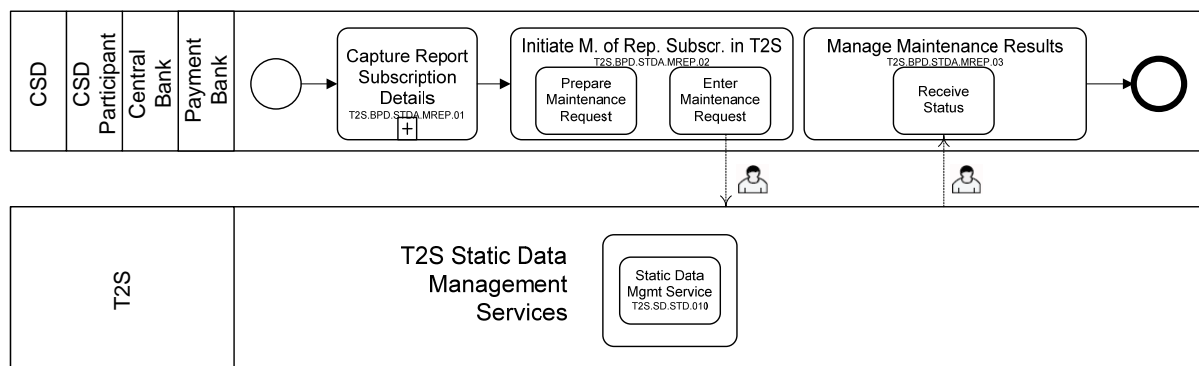 CSD
CSD
Participant
Central
Bank
Payment
Bank
Capture Report
Subscription
Details
T2S.BPD.STDA.MREP.01
+
Initiate M. of Rep. Subscr. in T2S
T2S.BPD.STDA.MREP.02
Prepare
Maintenance
Request
Enter
Maintenance
Request
Manage Maintenance Results
T2S.BPD.STDA.MREP.03
Receive
Status
T2S
T2S Static Data
Management
Services
Static Data
Mgmt Service
T2S.SD.STD.010